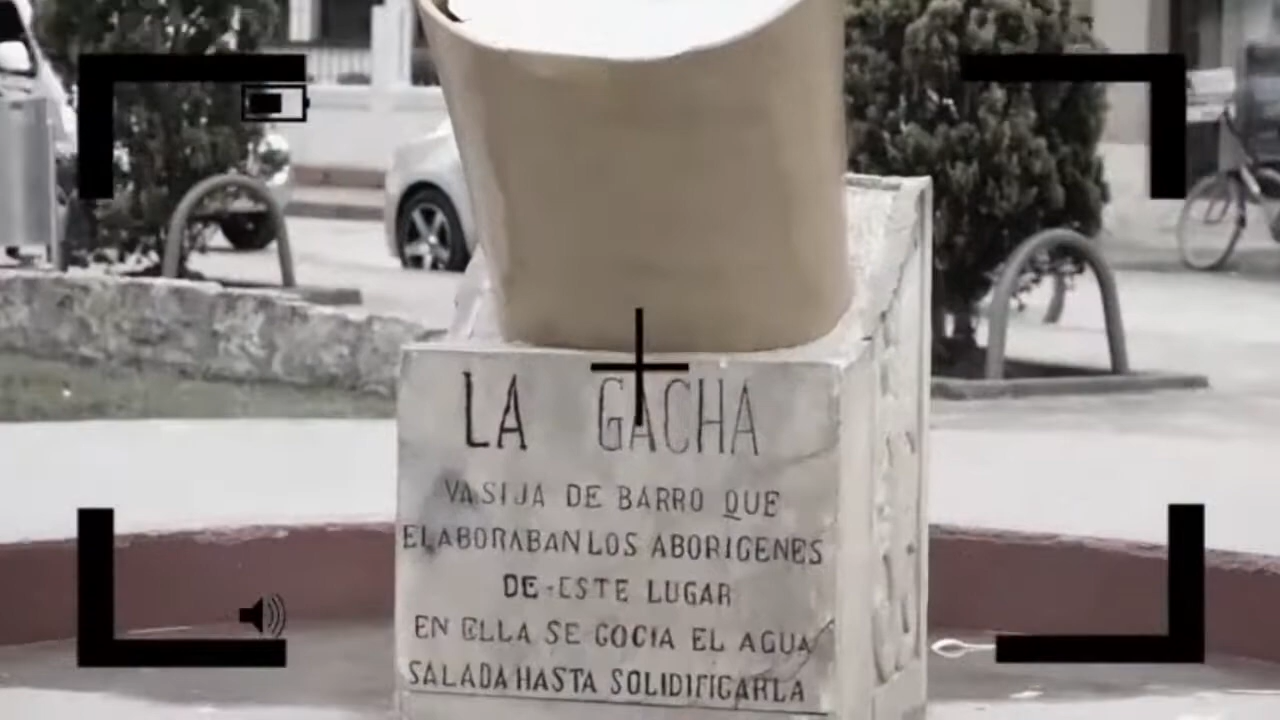 LA GACHA
VASIJA DE BARRO QUE
ELABORABAN LOS ABORIGENES
DE ESTE LUGAR
EN ELLA SE COCIA EL AGUA
SALADA HASTA SOLIDIFICARLA